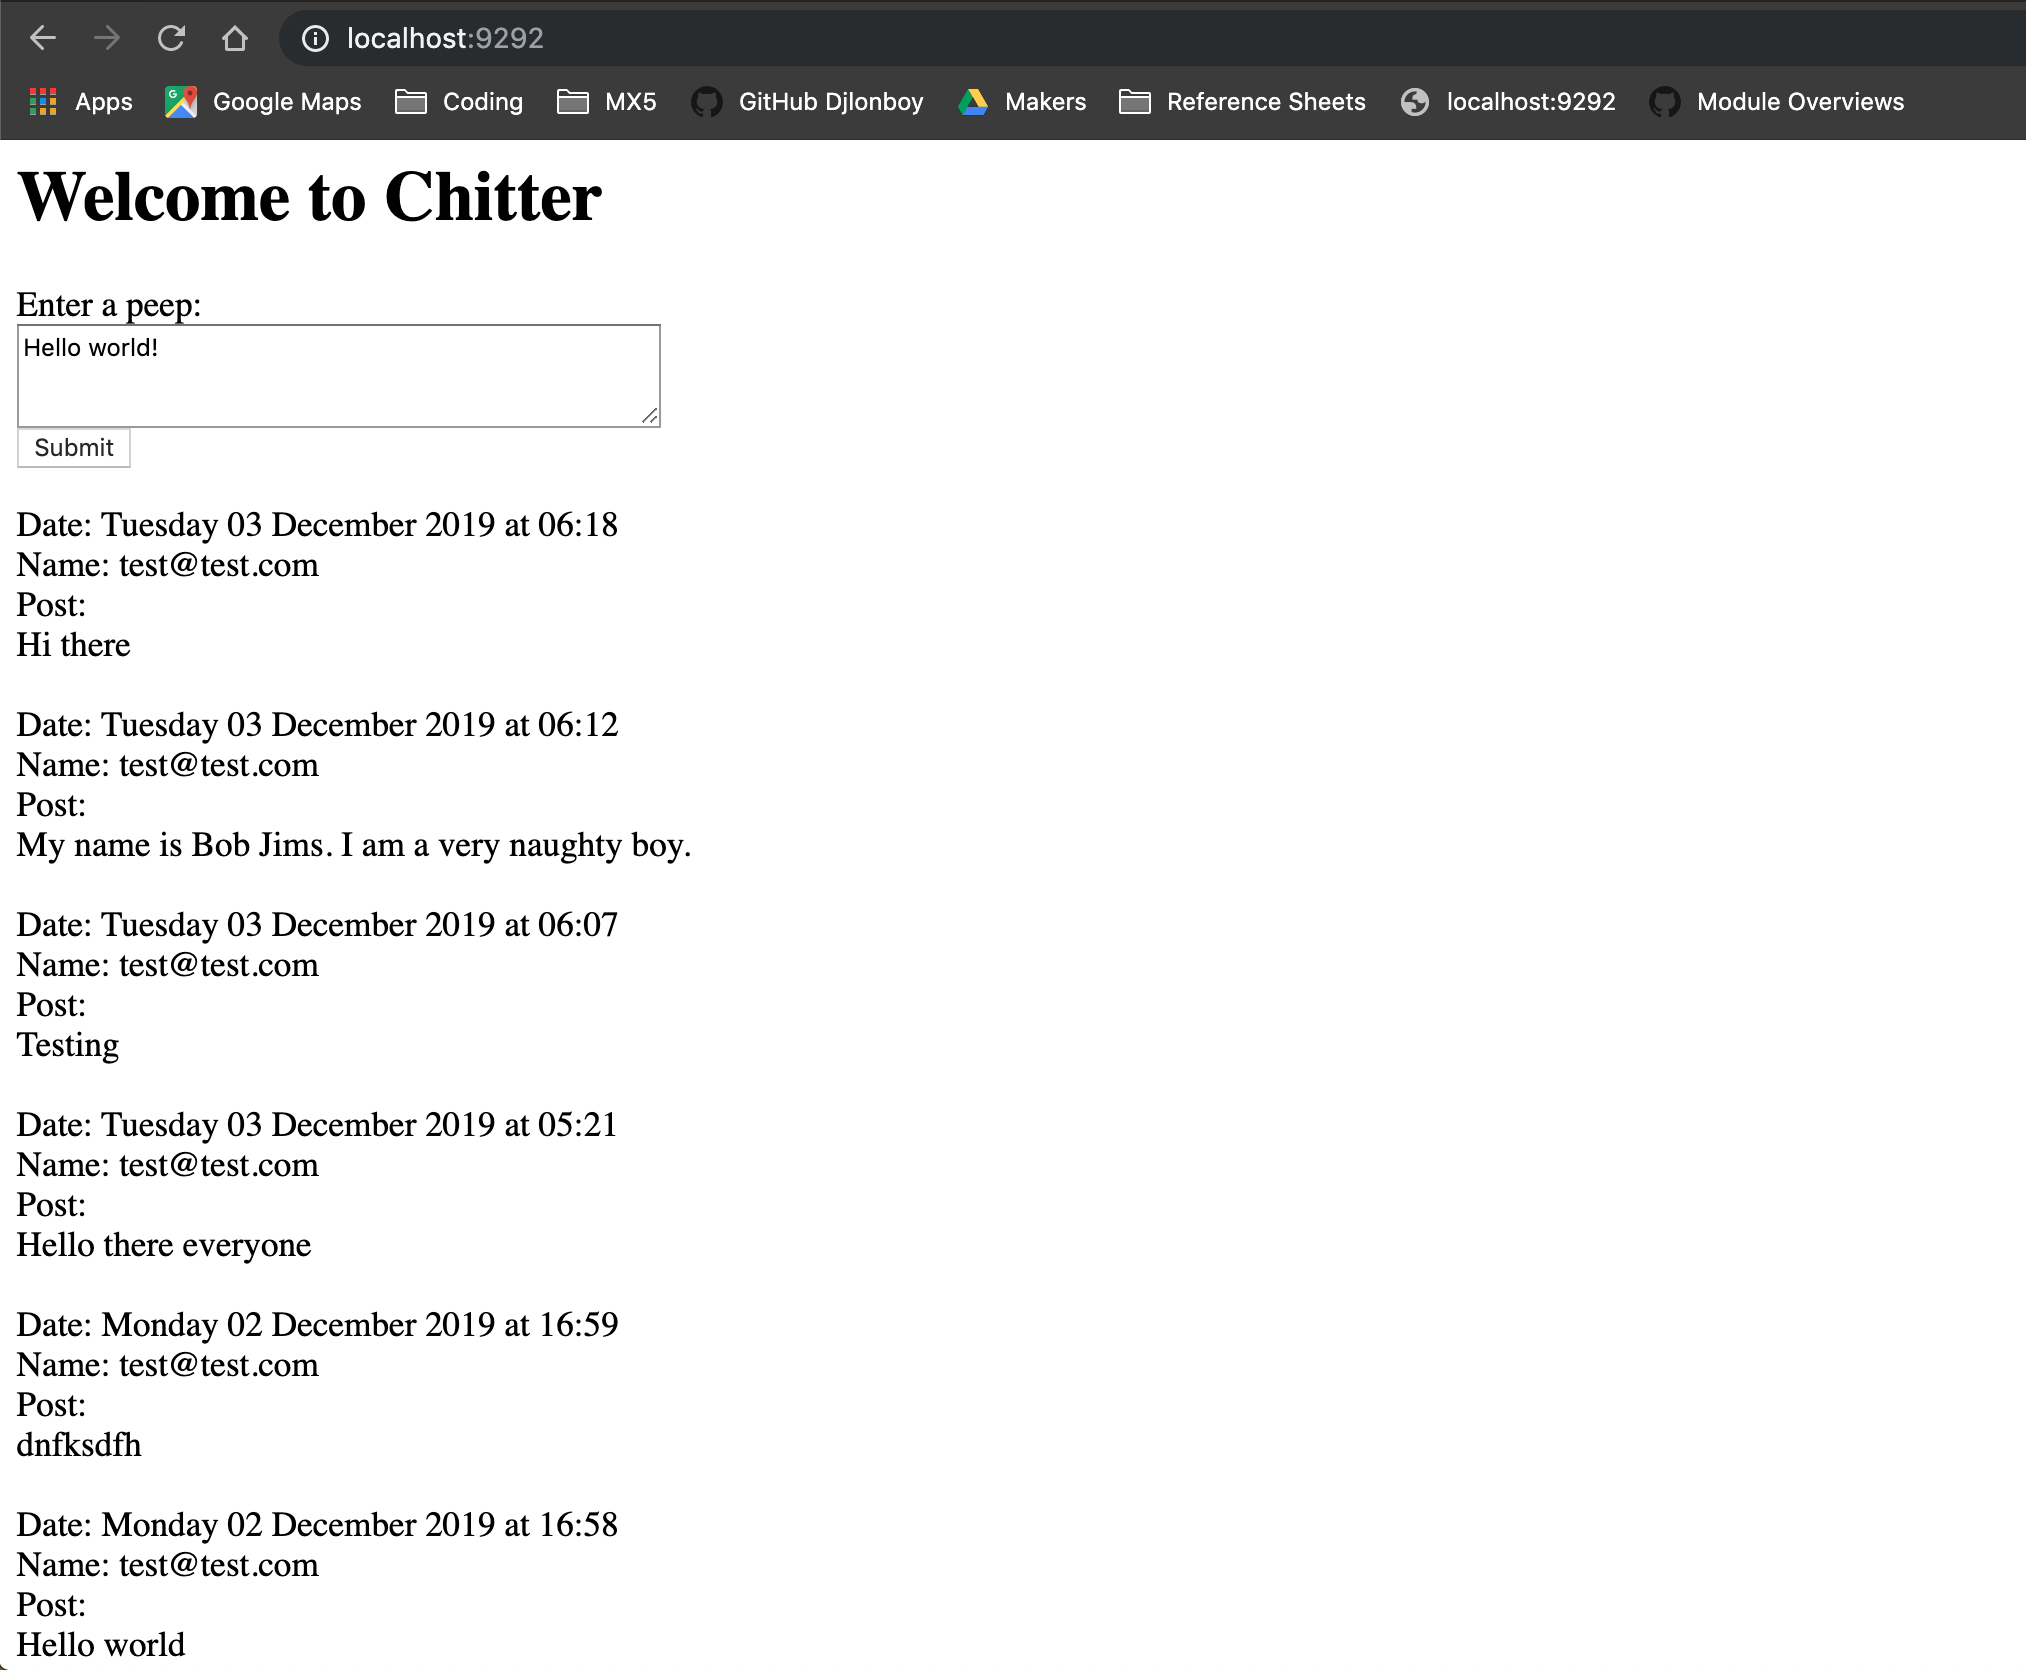 localhost:9292
Apps Google Maps Coding MX5 GitHub Djlonboy Makers Reference Sheets localhost:9292 Module Overviews
Welcome to Chitter
Enter a peep:
Hello world!
Submit
Date: Tuesday 03 December 2019 at 06:18
Name: test@test.com
Post:
Hi there
Date: Tuesday 03 December 2019 at 06:12
Name: test@test.com
Post:
My name is Bob Jims. I am a very naughty boy.
Date: Tuesday 03 December 2019 at 06:07
Name: test@test.com
Post:
Testing
Date: Tuesday 03 December 2019 at 05:21
Name: test@test.com
Post:
Hello there everyone
Date: Monday 02 December 2019 at 16:59
Name: test@test.com
Post:
dnfksdfh
Date: Monday 02 December 2019 at 16:58
Name: test@test.com
Post:
Hello world